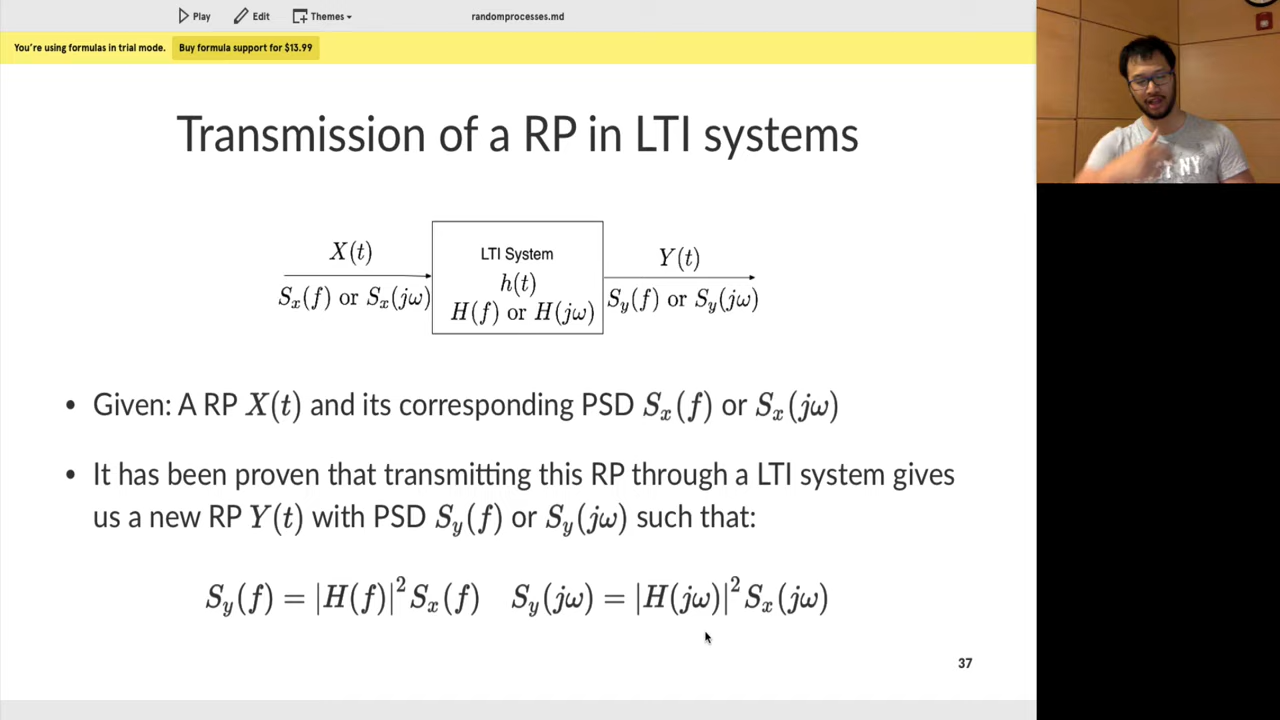 Play Edit Themes randomprocesses.md
You're using formulas in trial mode. Buy formula support for $13.99
Transmission of a RP in LTI systems
X(t)
S_x(f) or S_x(jω)
LTI System
h(t)
H(f) or H(jω)
Y(t)
S_y(f) or S_y(jω)
• Given: A RP X(t) and its corresponding PSD S_x(f) or S_x(jω)
• It has been proven that transmitting this RP through a LTI system gives
us a new RP Y(t) with PSD S_y(f) or S_y(jω) such that:
S_y(f) = |H(f)|² S_x(f) S_y(jω) = |H(jω)|² S_x(jω)
37
NY